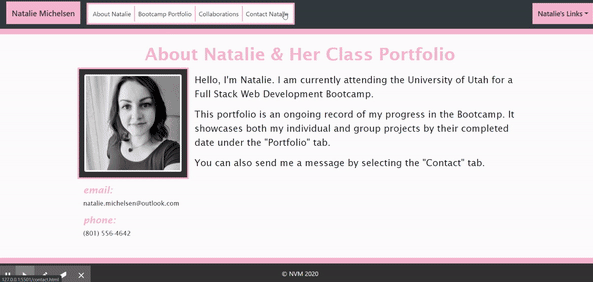 Natalie Michelsen
About Natalie Bootcamp Portfolio Collaborations Contact Natalie
Natalie's Links
About Natalie & Her Class Portfolio
Hello, I'm Natalie. I am currently attending the University of Utah for a
Full Stack Web Development Bootcamp.
This portfolio is an ongoing record of my progress in the Bootcamp. It
showcases both my individual and group projects by their completed
date under the "Portfolio" tab.
You can also send me a message by selecting the "Contact" tab.
email:
natalie.michelsen@outlook.com
phone:
(801) 556-4642
© NVM 2020
127.0.0.1:5501/contact.html